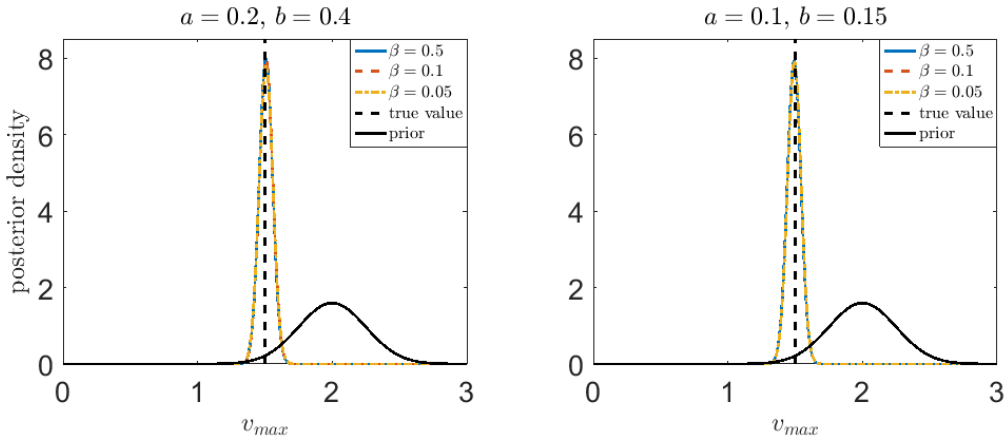 a = 0.2, b = 0.4
β = 0.5
β = 0.1
β = 0.05
true value
prior
posterior density
8
6
4
2
0
0 1 2 3
v_max
a = 0.1, b = 0.15
β = 0.5
β = 0.1
β = 0.05
true value
prior
8
6
4
2
0
0 1 2 3
v_max